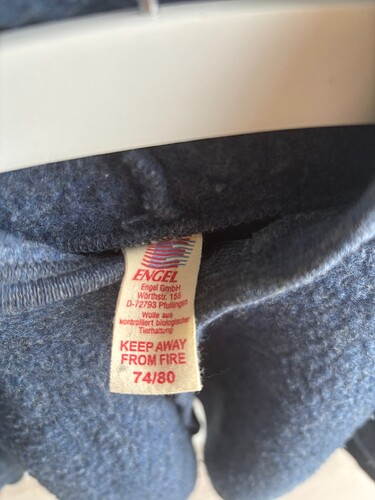 ENGEL
Engel GmbH
Wörthstr. 155
D-72793 Pfullingen
Wolle aus
kontrolliert biologischer
Tierhaltung
KEEP AWAY
FROM FIRE
74/80